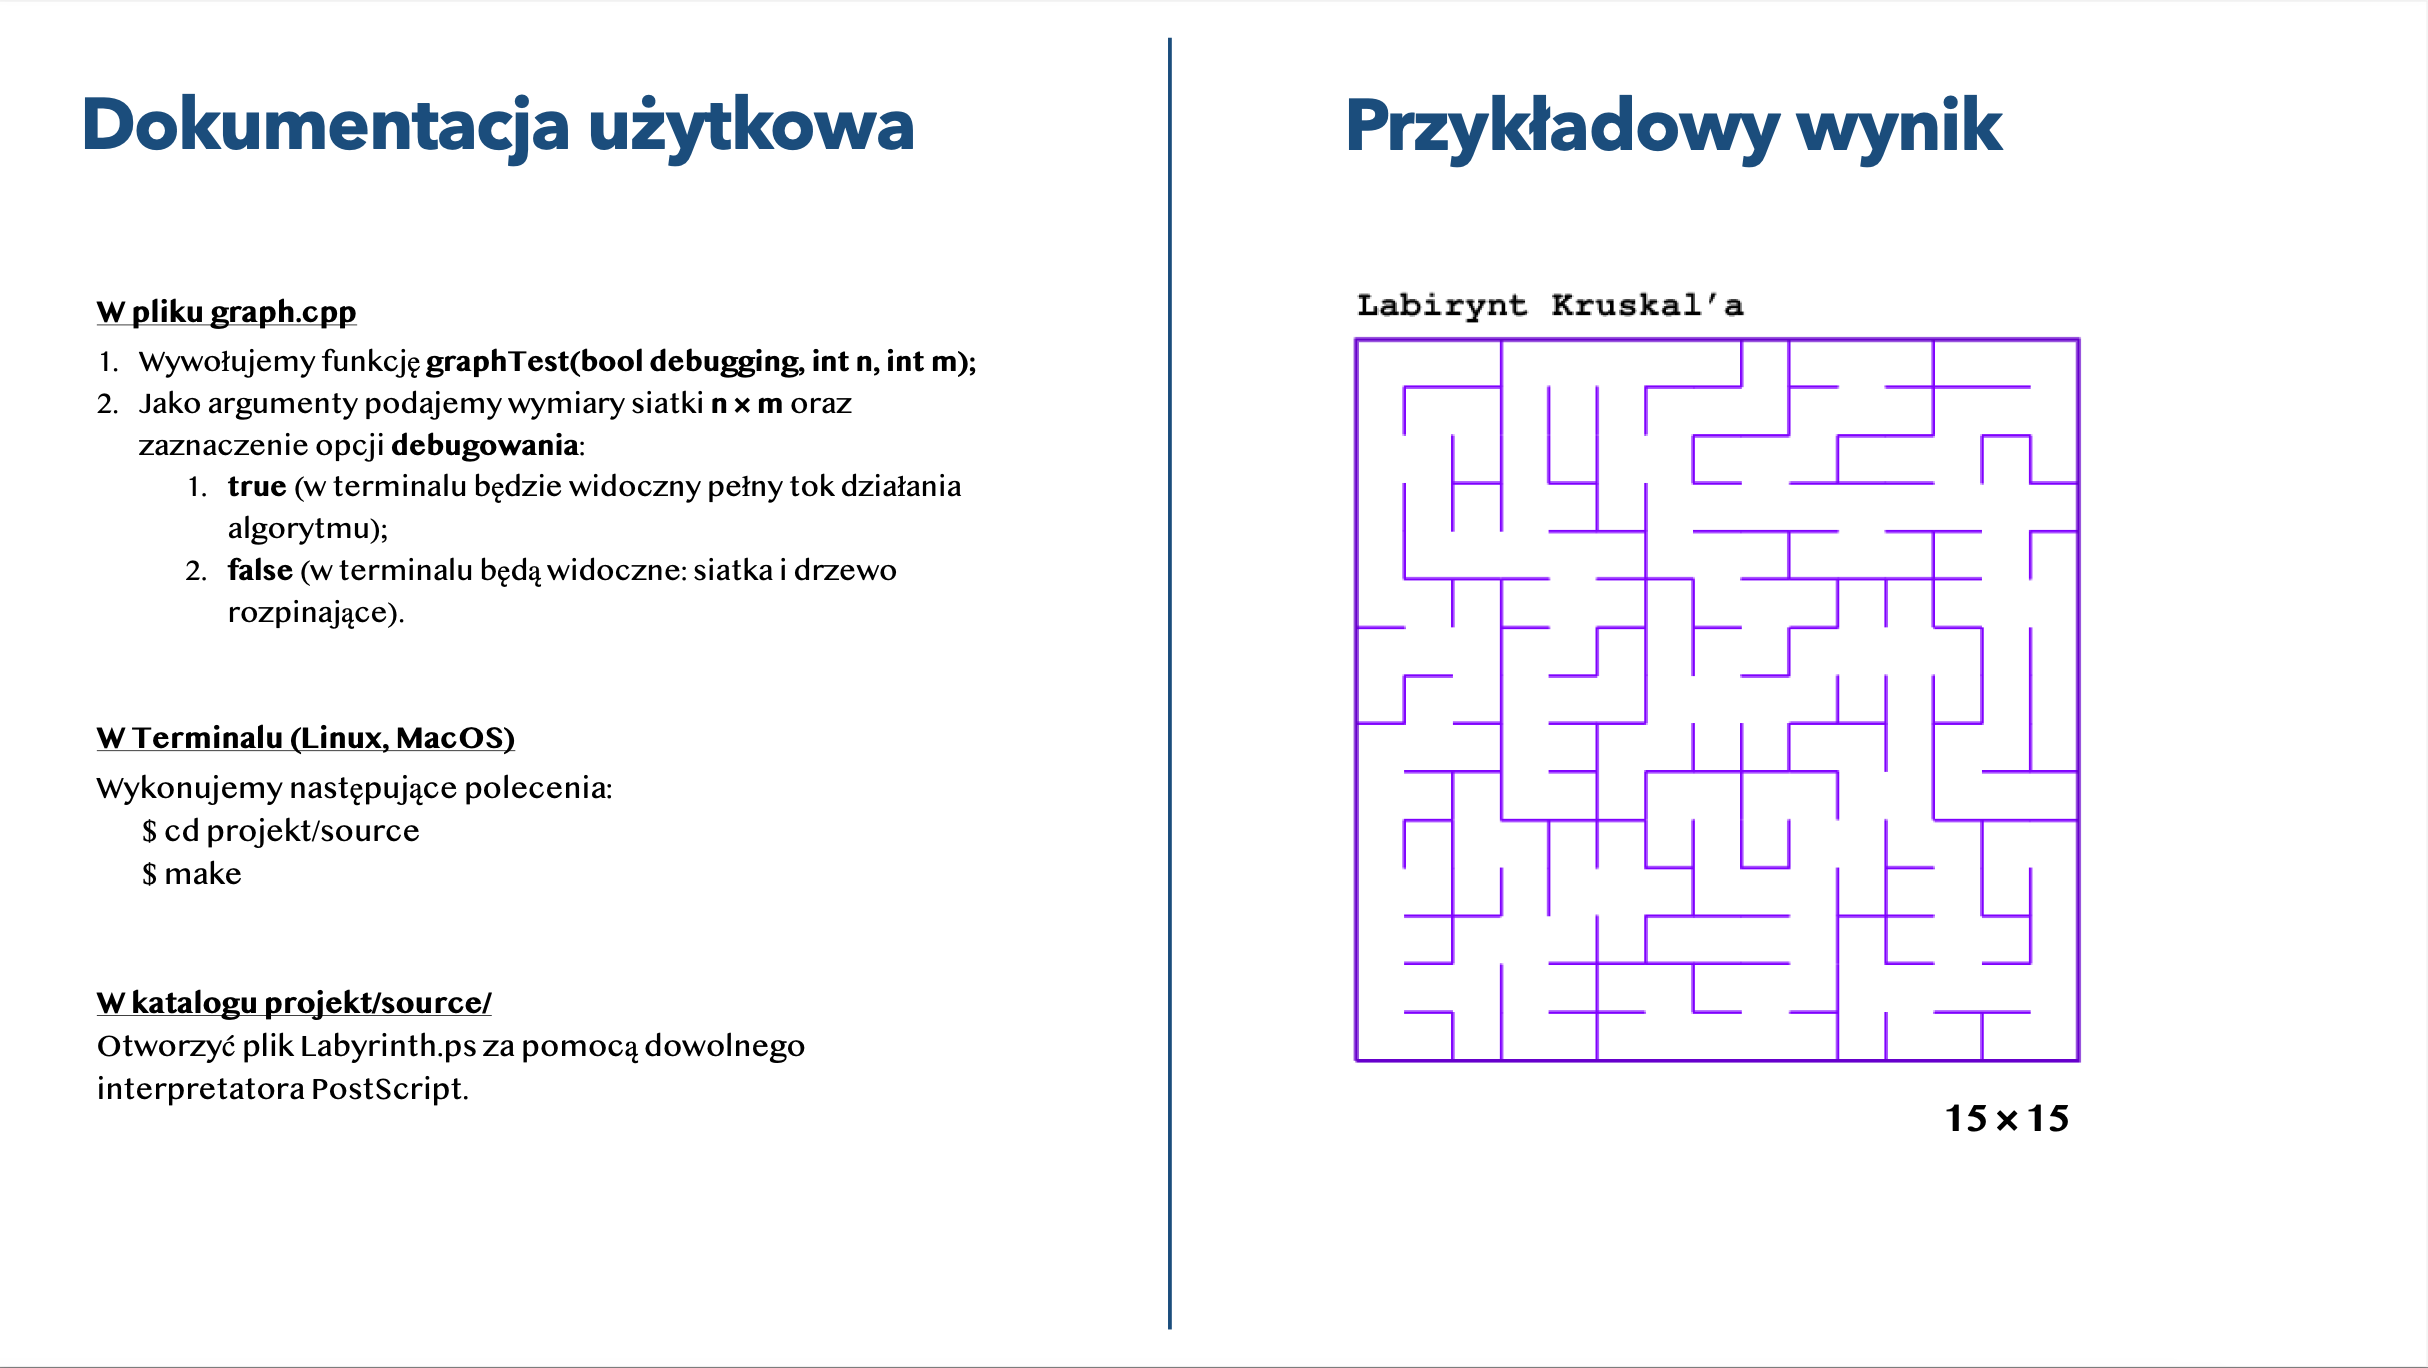 Dokumentacja użytkowa
W pliku graph.cpp
1. Wywołujemy funkcję graphTest(bool debugging, int n, int m);
2. Jako argumenty podajemy wymiary siatki n × m oraz
zaznaczenie opcji debugowania:
1. true (w terminalu będzie widoczny pełny tok działania
algorytmu);
2. false (w terminalu będą widoczne: siatka i drzewo
rozpinające).
W Terminalu (Linux, MacOS)
Wykonujemy następujące polecenia:
$ cd projekt/source
$ make
W katalogu projekt/source/
Otworzyć plik Labyrinth.ps za pomocą dowolnego
interpretatora PostScript.
Przykładowy wynik
Labirynt Kruskal'a
15 × 15